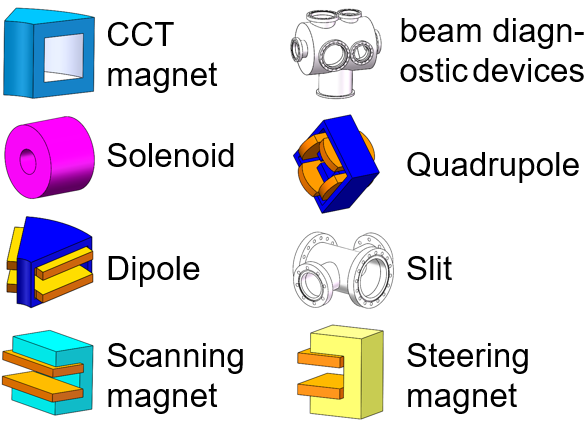 CCT
magnet
beam diagn-
ostic devices
Solenoid
Quadrupole
Dipole
Slit
Scanning
magnet
Steering
magnet